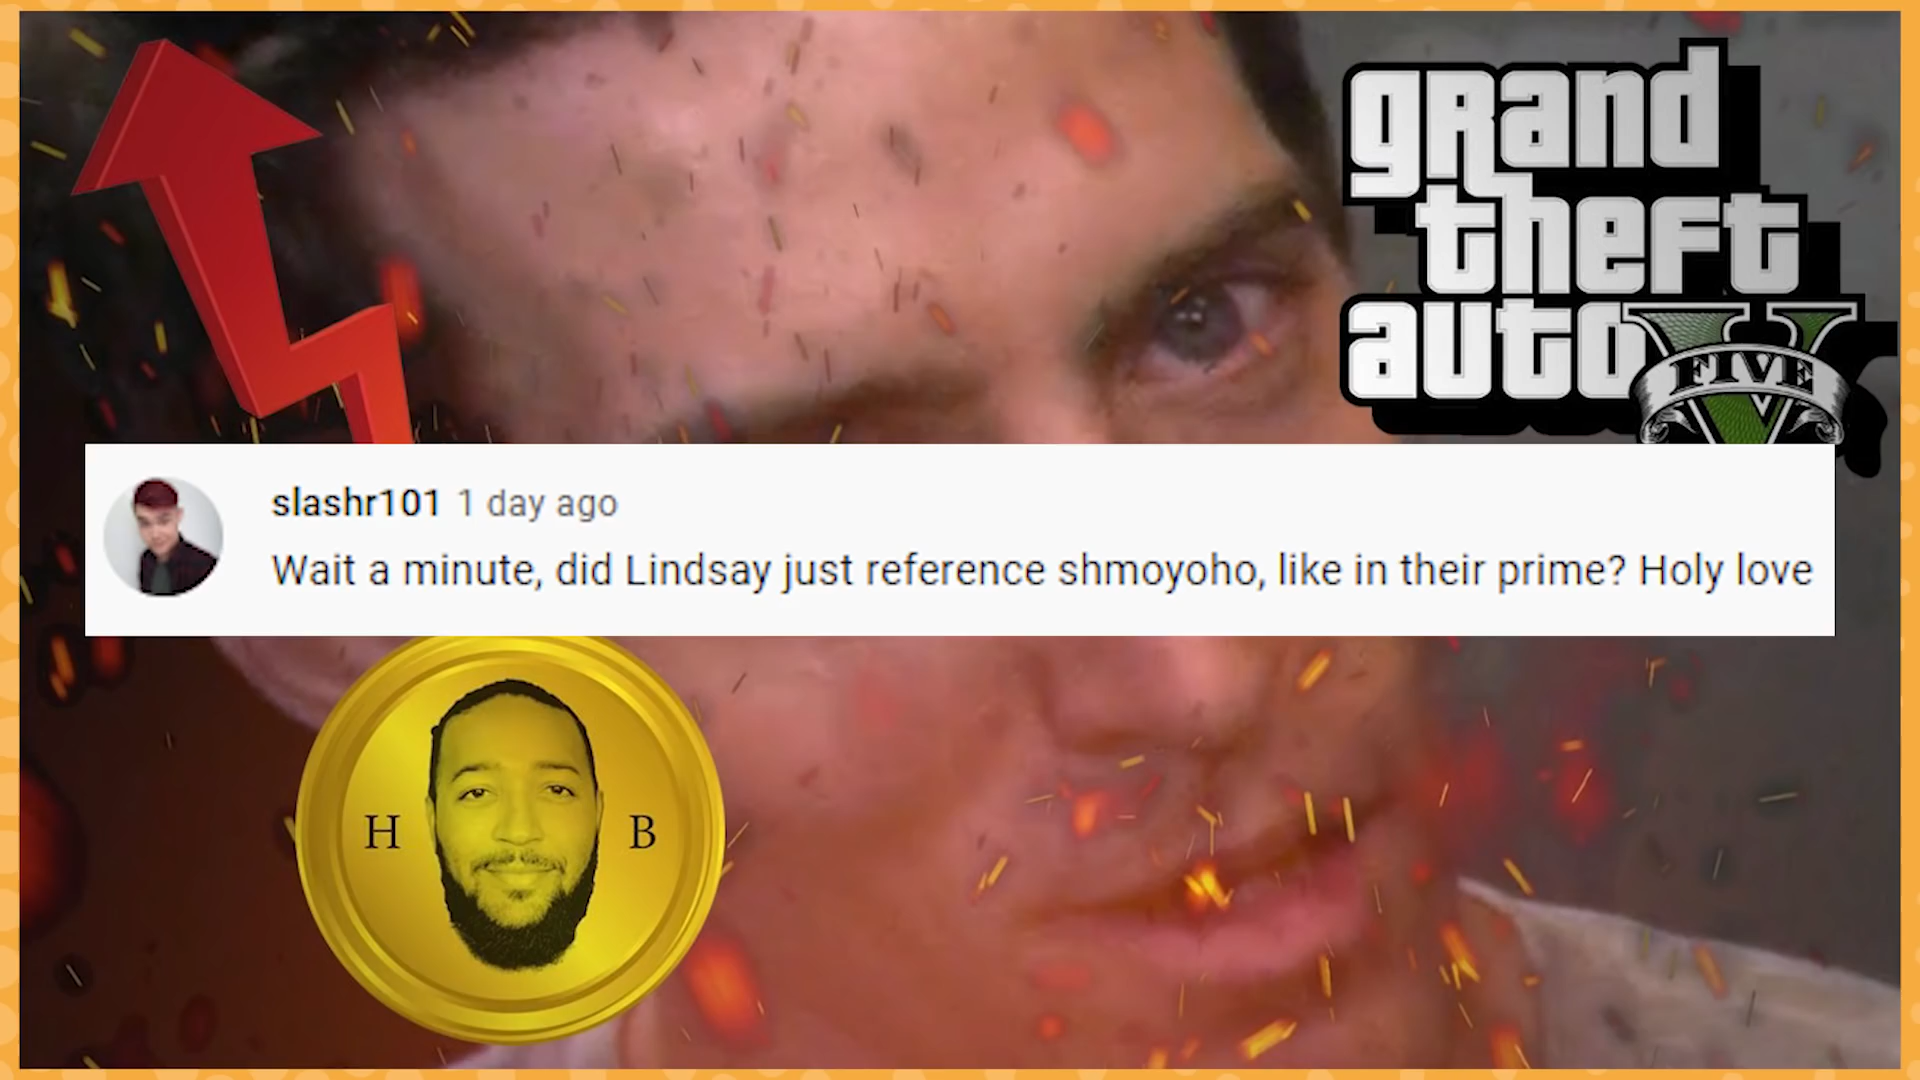 grand
theft
auto V
FIVE
slashr101 1 day ago
Wait a minute, did Lindsay just reference shmoyoho, like in their prime? Holy love
H B